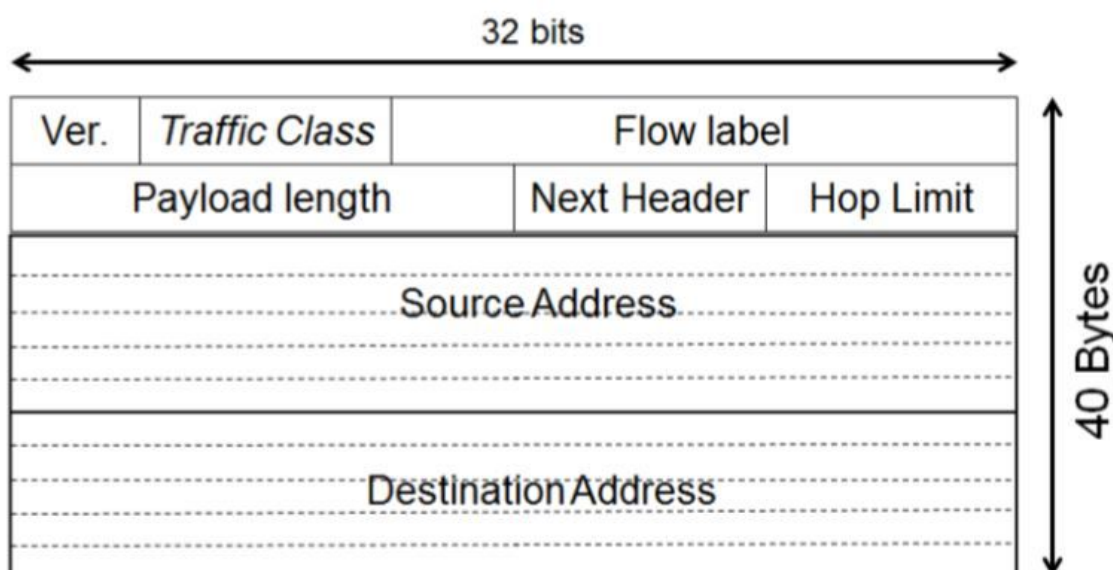 32 bits
Ver. Traffic Class Flow label
Payload length Next Header Hop Limit
Source Address
Destination Address
40 Bytes